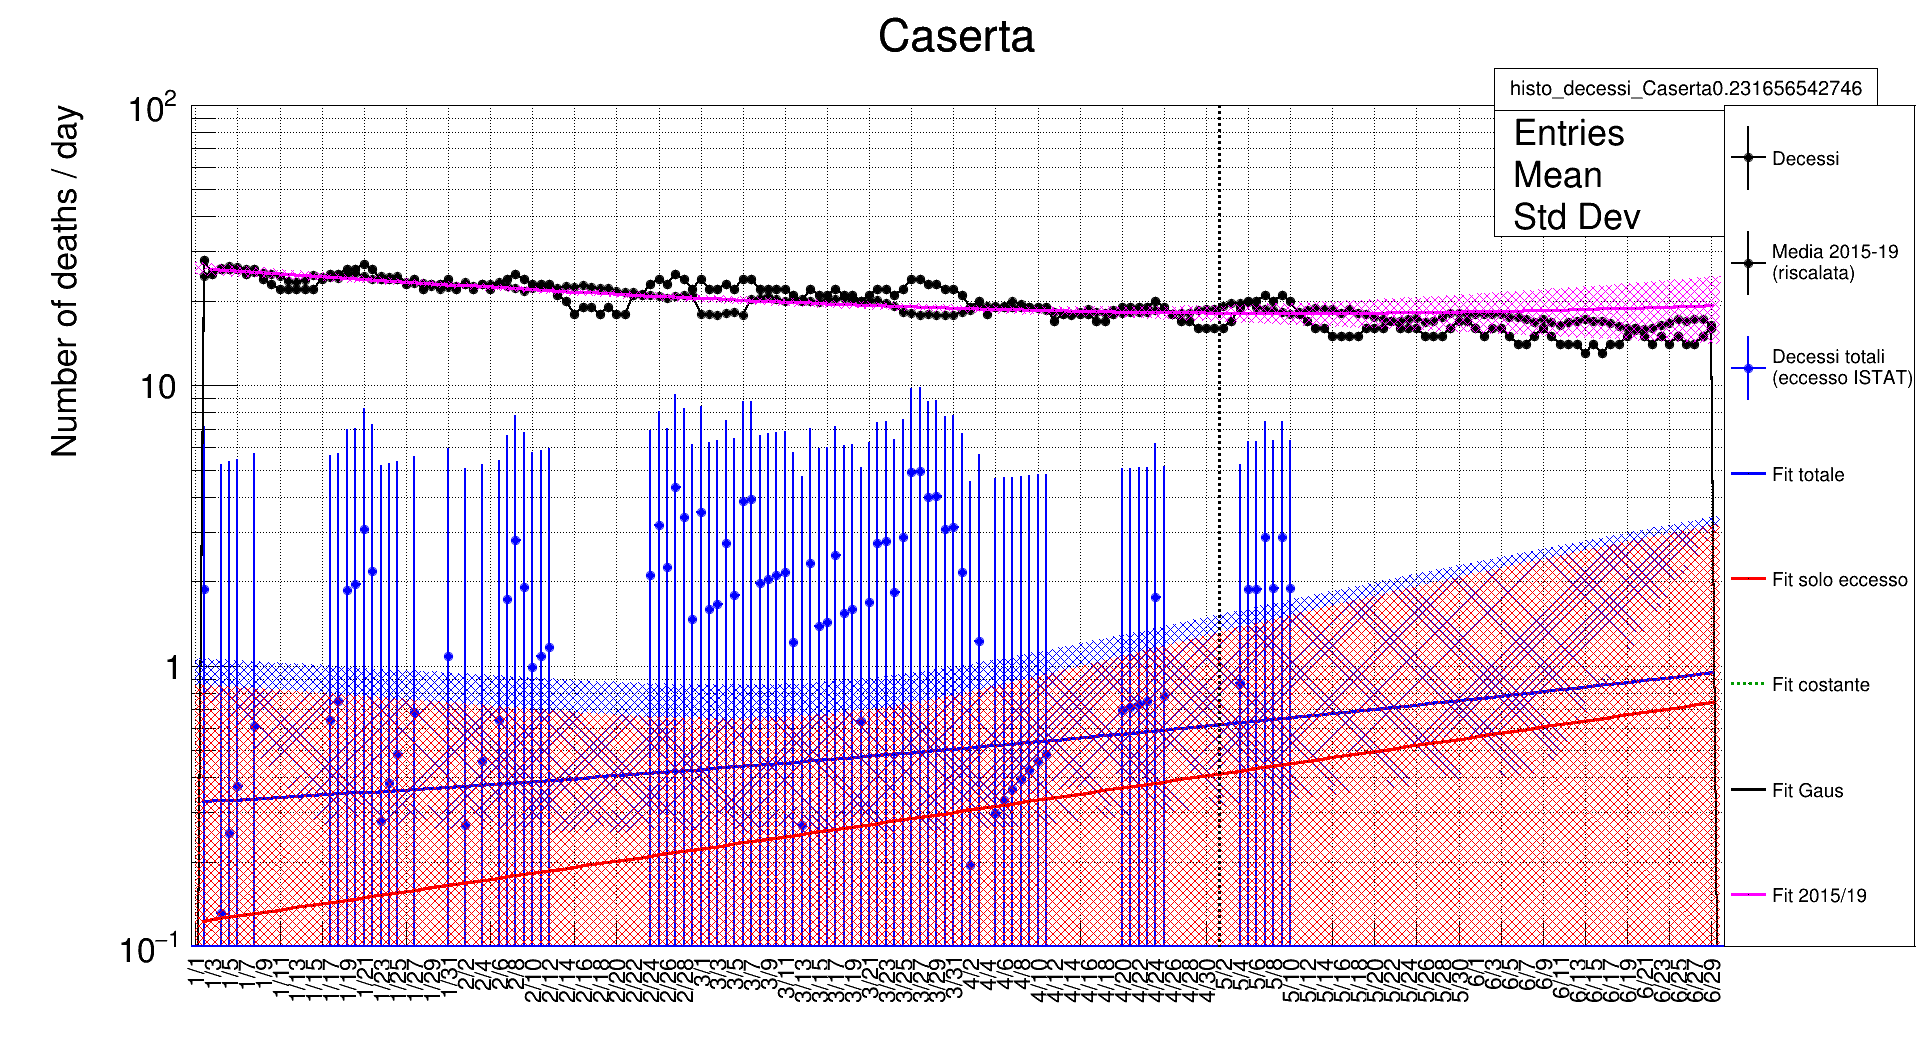 Caserta
histo_decessi_Caserta0.231656542746
Entries
Mean
Std Dev
Number of deaths / day
10²
10
1
10⁻¹
Decessi
Media 2015-19
(riscalata)
Decessi totali
(eccesso ISTAT)
Fit totale
Fit solo eccesso
Fit costante
Fit Gaus
Fit 2015/19
1/1 1/3 1/5 1/7 1/9 1/11 1/13 1/15 1/17 1/19 1/21 1/23 1/25 1/27 1/29 1/31 2/2 2/4 2/6 2/8 2/10 2/12 2/14 2/16 2/18 2/20 2/22 2/24 2/26 2/28 3/1 3/3 3/5 3/7 3/9 3/11 3/13 3/15 3/17 3/19 3/21 3/23 3/25 3/27 3/29 3/31 4/2 4/4 4/6 4/8 4/10 4/12 4/14 4/16 4/18 4/20 4/22 4/24 4/26 4/28 4/30 5/2 5/4 5/6 5/8 5/10 5/12 5/14 5/16 5/18 5/20 5/22 5/24 5/26 5/28 5/30 6/1 6/3 6/5 6/7 6/9 6/11 6/13 6/15 6/17 6/19 6/21 6/23 6/25 6/27 6/29